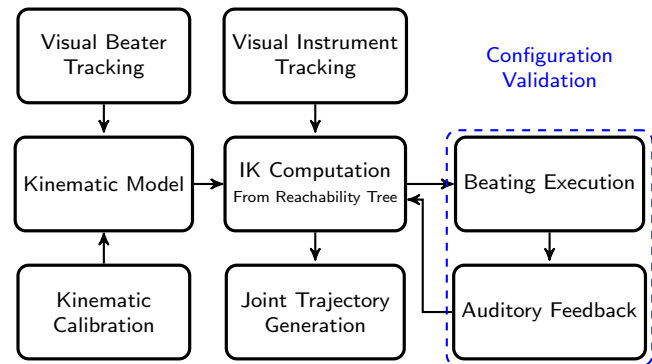 Visual Beater
Tracking
Visual Instrument
Tracking
Configuration
Validation
Kinematic Model
IK Computation
From Reachability Tree
Beating Execution
Kinematic
Calibration
Joint Trajectory
Generation
Auditory Feedback